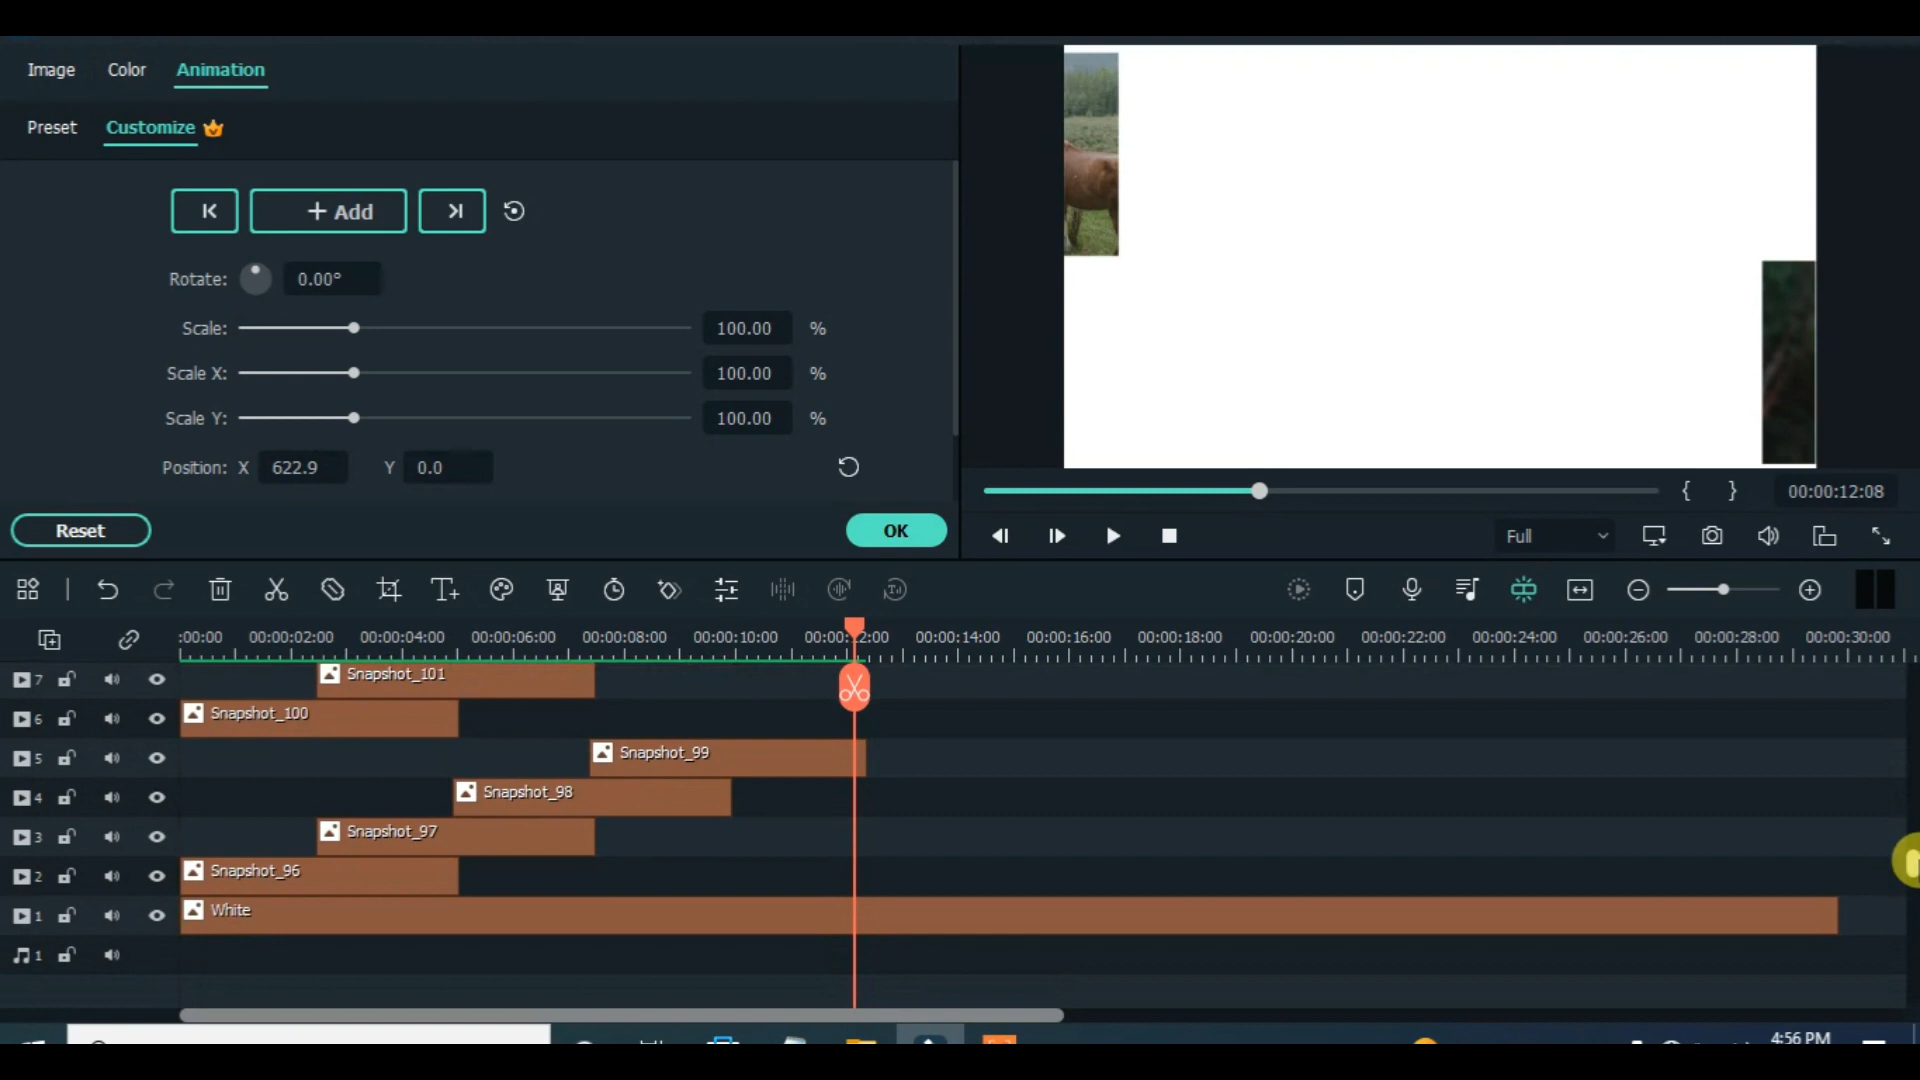 Image Color Animation
Preset Customize
+ Add
Rotate: 0.00°
Scale: 100.00 %
Scale X: 100.00 %
Scale Y: 100.00 %
Position: X 622.9 Y 0.0
Reset OK
{ } 00:00:12:08
Full
:00:00 00:00:02:00 00:00:04:00 00:00:06:00 00:00:08:00 00:00:10:00 00:00:12:00 00:00:14:00 00:00:16:00 00:00:18:00 00:00:20:00 00:00:22:00 00:00:24:00 00:00:26:00 00:00:28:00 00:00:30:00
7 Snapshot_101
6 Snapshot_100
5 Snapshot_99
4 Snapshot_98
3 Snapshot_97
2 Snapshot_96
1 White
1
4:56 PM